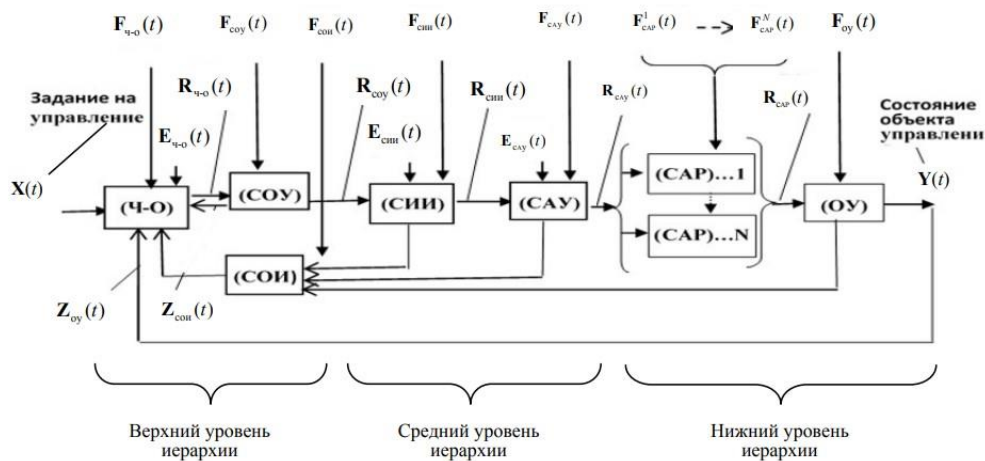 F ч-о (t)
F соу (t)
F сои (t)
F сии (t)
F сау (t)
F 1 САР (t)
F N САР (t)
F оу (t)
Задание на
управление
R ч-о (t)
R соу (t)
R сии (t)
R сау (t)
R САР (t)
Состояние
объекта
управлени
E ч-о (t)
E сии (t)
E сау (t)
X(t)
Y(t)
(Ч-О)
(СОУ)
(СИИ)
(САУ)
(САР)...1
(САР)...N
(ОУ)
(СОИ)
Z оу (t)
Z сои (t)
Верхний уровень
иерархии
Средний уровень
иерархии
Нижний уровень
иерархии